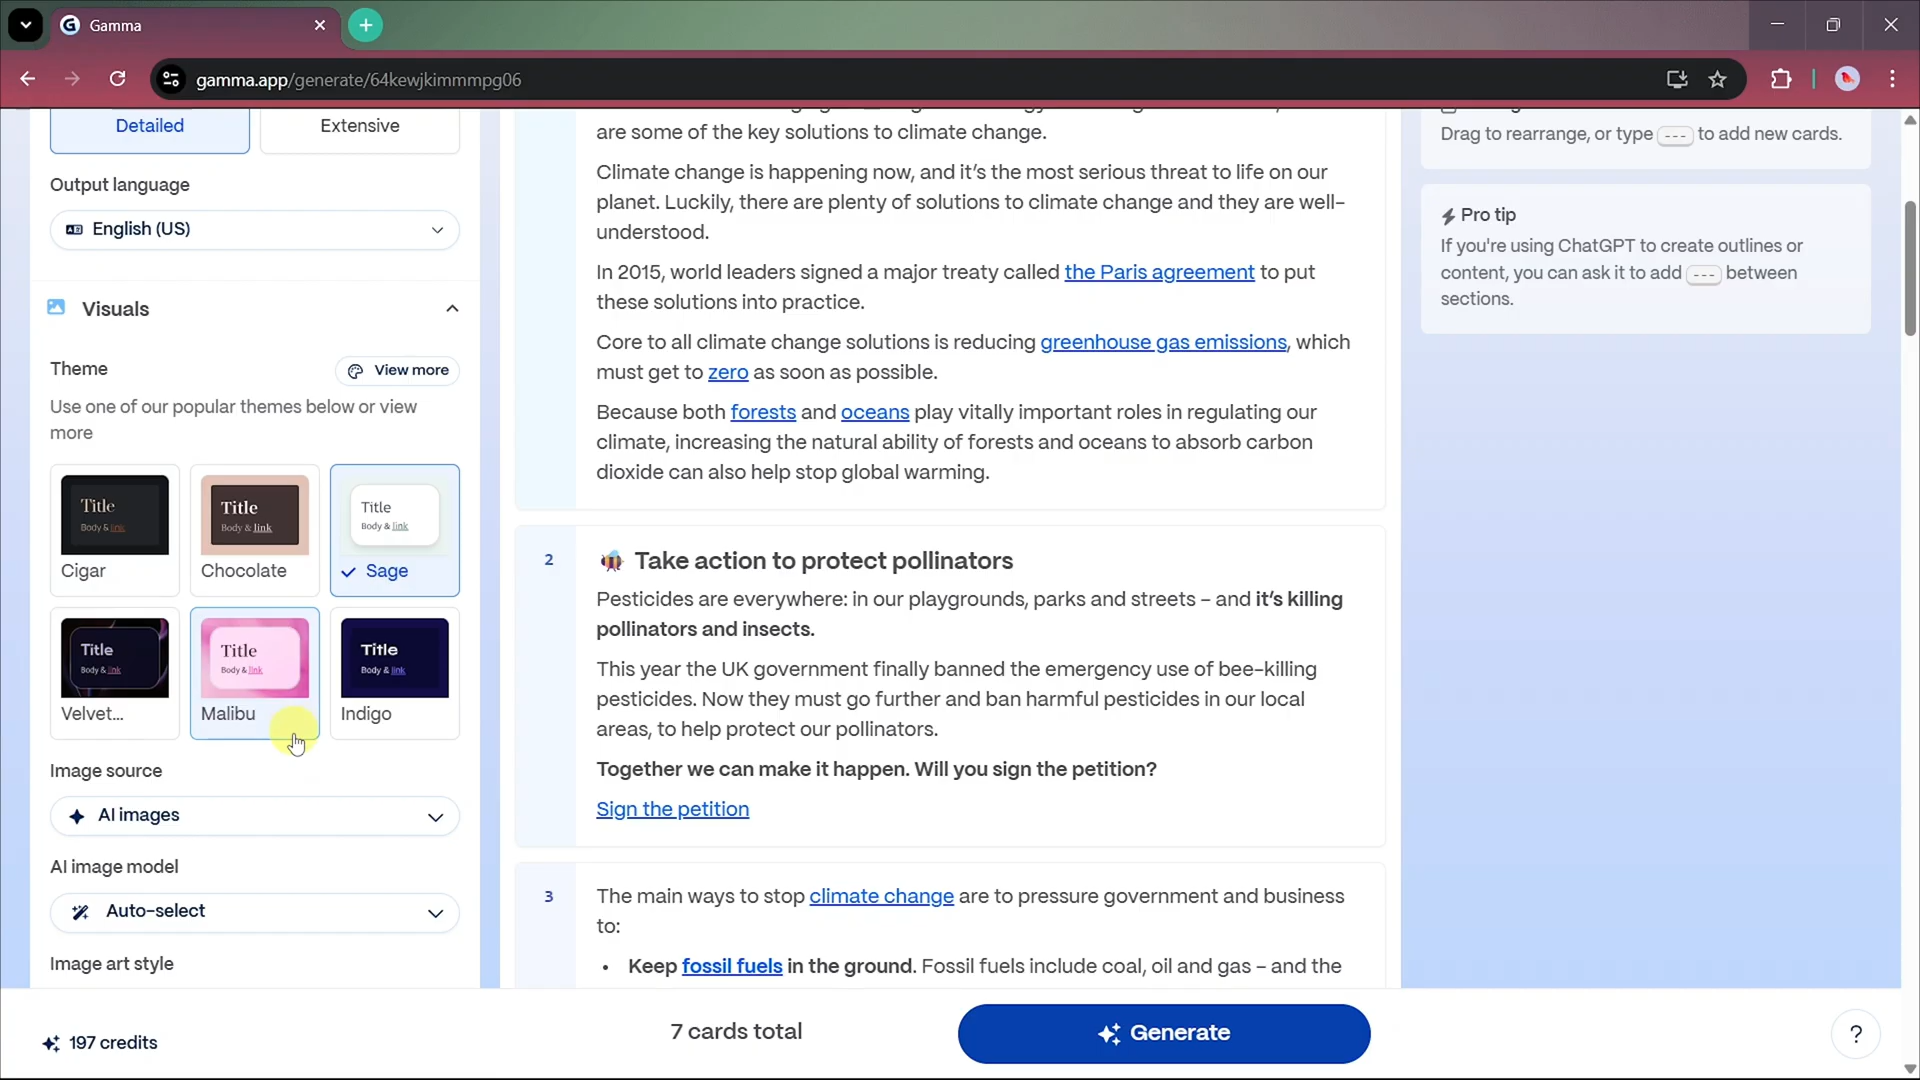 Gamma
gamma.app/generate/64kewjkimmmpg06
Detailed
Extensive
Output language
English (US)
Visuals
Theme
View more
Use one of our popular themes below or view
more
Title
Body & link
Cigar
Title
Body & link
Chocolate
Title
Body & link
Sage
Title
Body & link
Velvet...
Title
Body & link
Malibu
Title
Body & link
Indigo
Image source
AI images
AI image model
Auto-select
Image art style
197 credits
are some of the key solutions to climate change.
Climate change is happening now, and it's the most serious threat to life on our
planet. Luckily, there are plenty of solutions to climate change and they are well-
understood.
In 2015, world leaders signed a major treaty called the Paris agreement to put
these solutions into practice.
Core to all climate change solutions is reducing greenhouse gas emissions, which
must get to zero as soon as possible.
Because both forests and oceans play vitally important roles in regulating our
climate, increasing the natural ability of forests and oceans to absorb carbon
dioxide can also help stop global warming.
2
Take action to protect pollinators
Pesticides are everywhere: in our playgrounds, parks and streets – and it's killing
pollinators and insects.
This year the UK government finally banned the emergency use of bee-killing
pesticides. Now they must go further and ban harmful pesticides in our local
areas, to help protect our pollinators.
Together we can make it happen. Will you sign the petition?
Sign the petition
3
The main ways to stop climate change are to pressure government and business
to:
• Keep fossil fuels in the ground. Fossil fuels include coal, oil and gas – and the
7 cards total
Generate
Drag to rearrange, or type --- to add new cards.
Pro tip
If you're using ChatGPT to create outlines or
content, you can ask it to add --- between
sections.
?